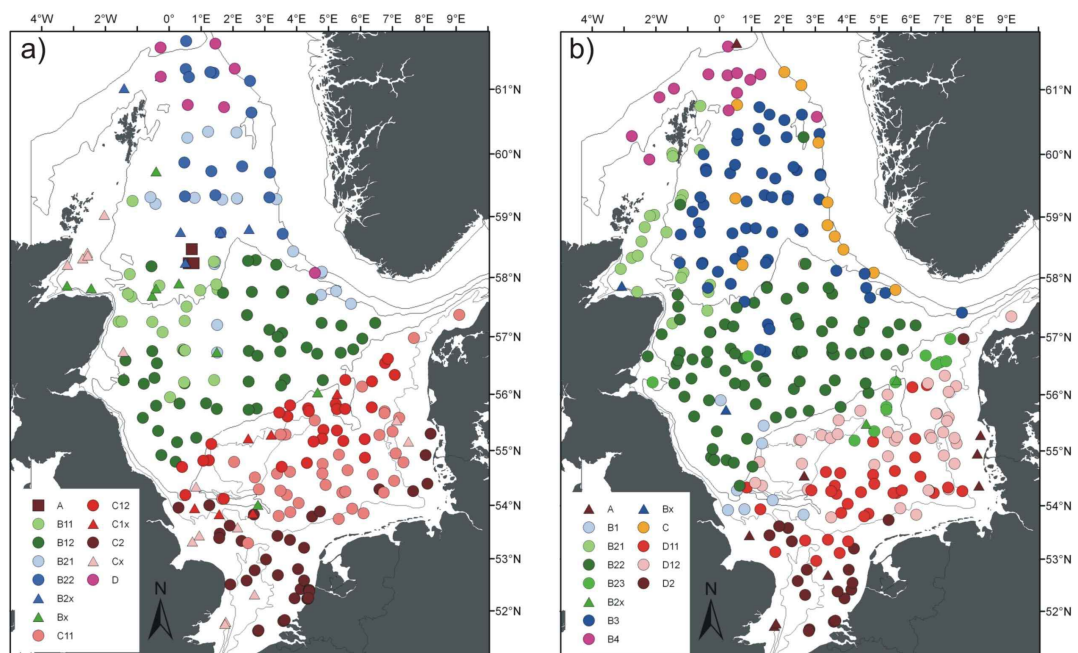 4°W 2°W 0° 1°E 2°E 3°E 4°E 5°E 6°E 7°E 8°E 9°E
a)
61°N
60°N
59°N
58°N
57°N
56°N
55°N
54°N
53°N
52°N
A C12
B11 C1x
B12 C2
B21 Cx
B22 D
B2x
Bx
C11
N
4°W 2°W 0° 1°E 2°E 3°E 4°E 5°E 6°E 7°E 8°E 9°E
b)
61°N
60°N
59°N
58°N
57°N
56°N
55°N
54°N
53°N
52°N
A Bx
B1 C
B21 D11
B22 D12
B23 D2
B2x
B3
B4
N